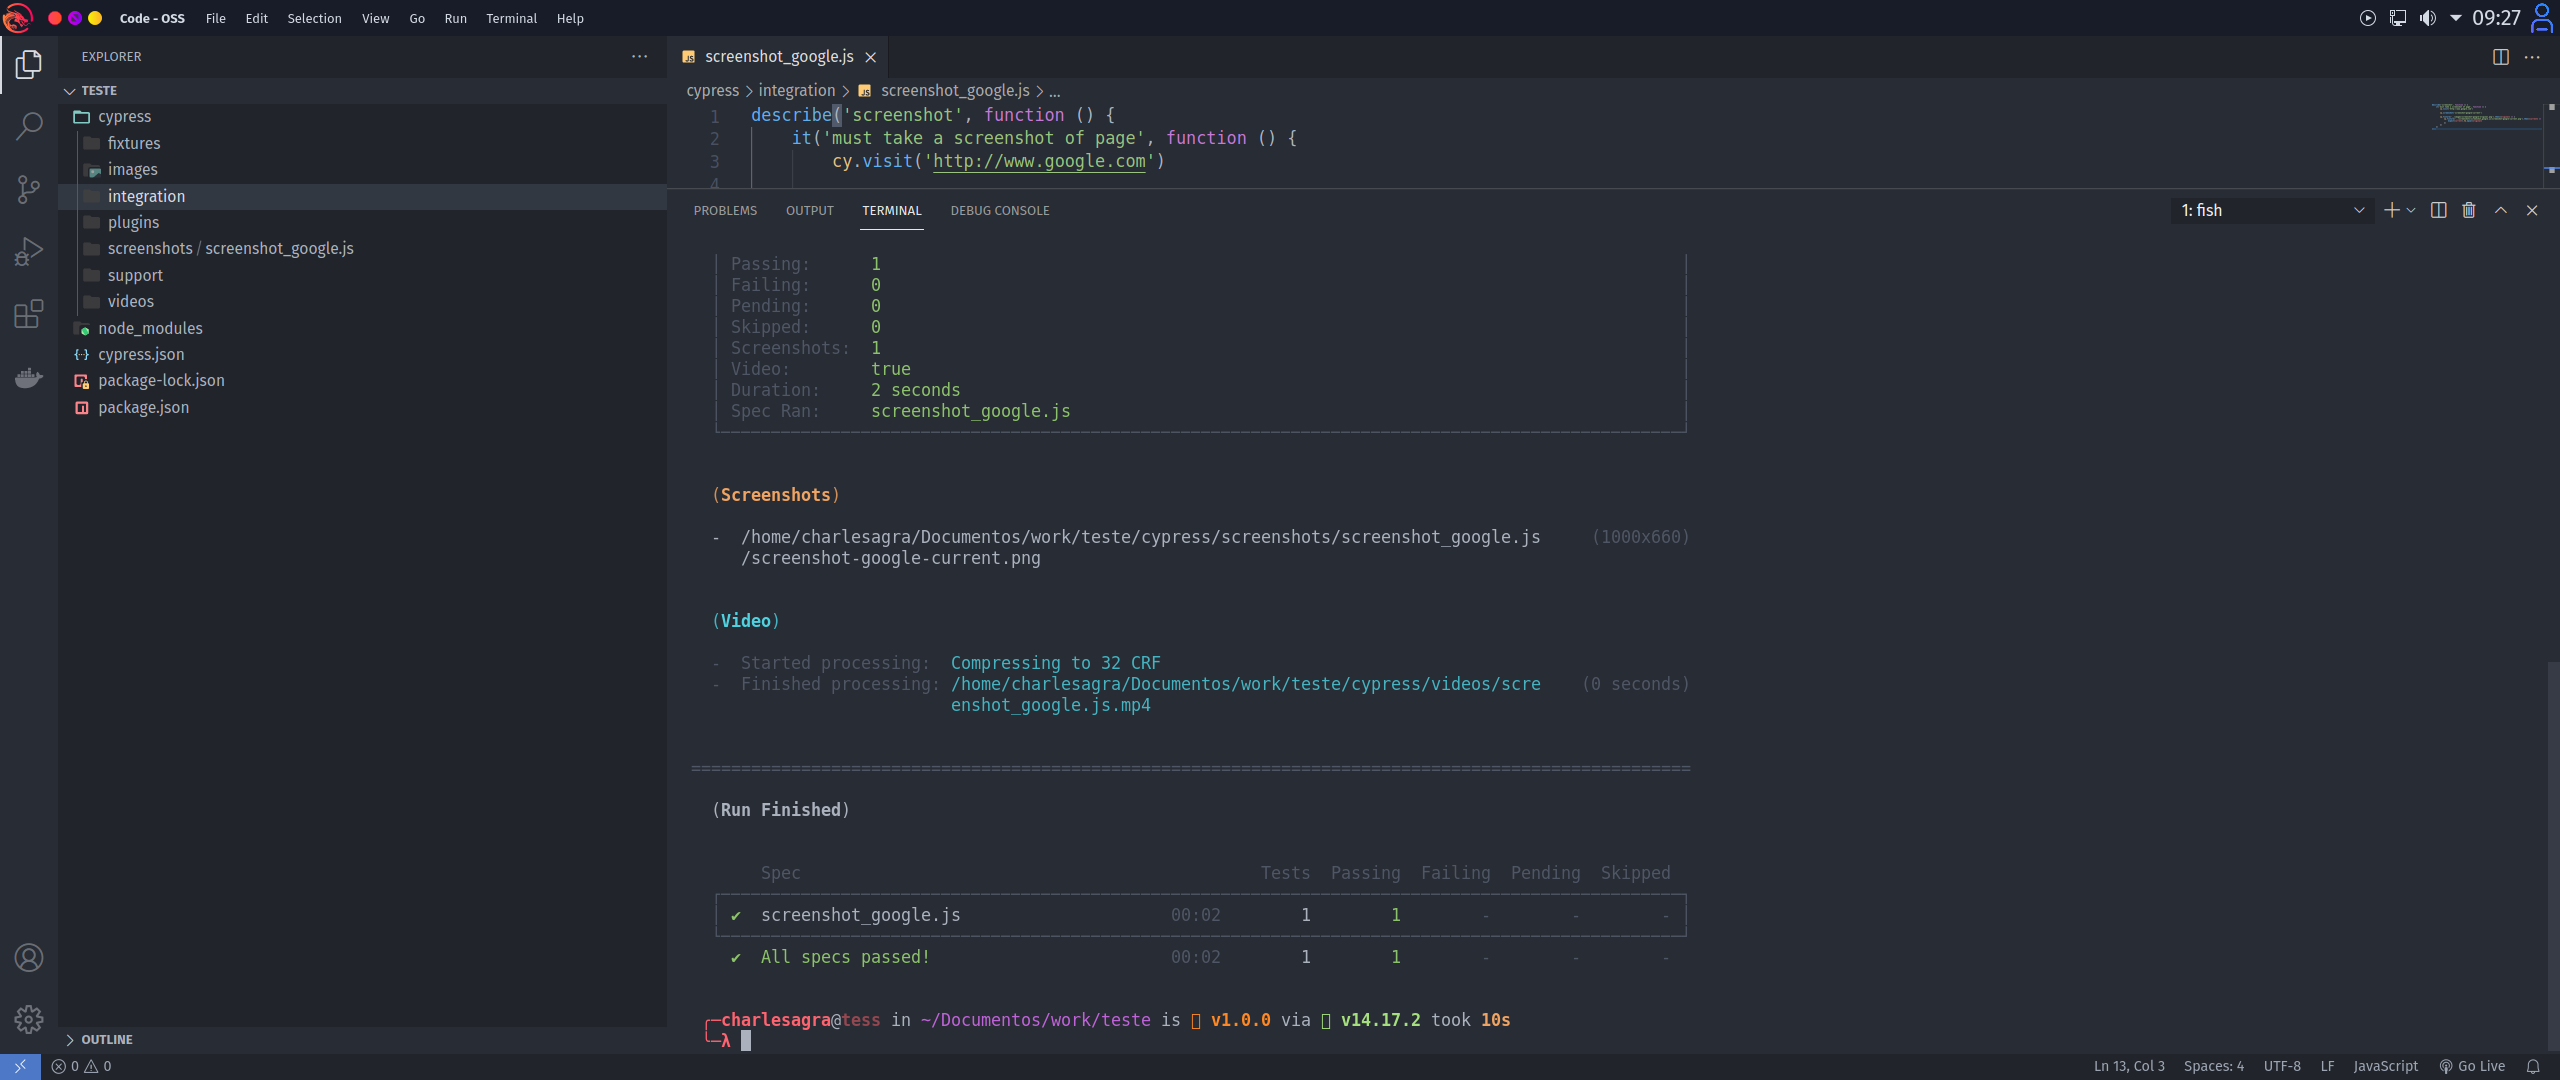 Code - OSS File Edit Selection View Go Run Terminal Help 09:27
EXPLORER
TESTE
cypress
fixtures
images
integration
plugins
screenshots / screenshot_google.js
support
videos
node_modules
cypress.json
package-lock.json
package.json
OUTLINE
screenshot_google.js
cypress > integration > screenshot_google.js > ...
1 describe('screenshot', function () {
2 it('must take a screenshot of page', function () {
3 cy.visit('http://www.google.com')
4
PROBLEMS OUTPUT TERMINAL DEBUG CONSOLE 1: fish
Passing: 1
Failing: 0
Pending: 0
Skipped: 0
Screenshots: 1
Video: true
Duration: 2 seconds
Spec Ran: screenshot_google.js
(Screenshots)
- /home/charlesagra/Documentos/work/teste/cypress/screenshots/screenshot_google.js (1000x660)
/screenshot-google-current.png
(Video)
- Started processing: Compressing to 32 CRF
- Finished processing: /home/charlesagra/Documentos/work/teste/cypress/videos/scre (0 seconds)
enshot_google.js.mp4
====================================================================================================
(Run Finished)
Spec Tests Passing Failing Pending Skipped
✔ screenshot_google.js 00:02 1 1 - - -
✔ All specs passed! 00:02 1 1 - - -
charlesagra@tess in ~/Documentos/work/teste is v1.0.0 via v14.17.2 took 10s
λ
0 0 Ln 13, Col 3 Spaces: 4 UTF-8 LF JavaScript Go Live